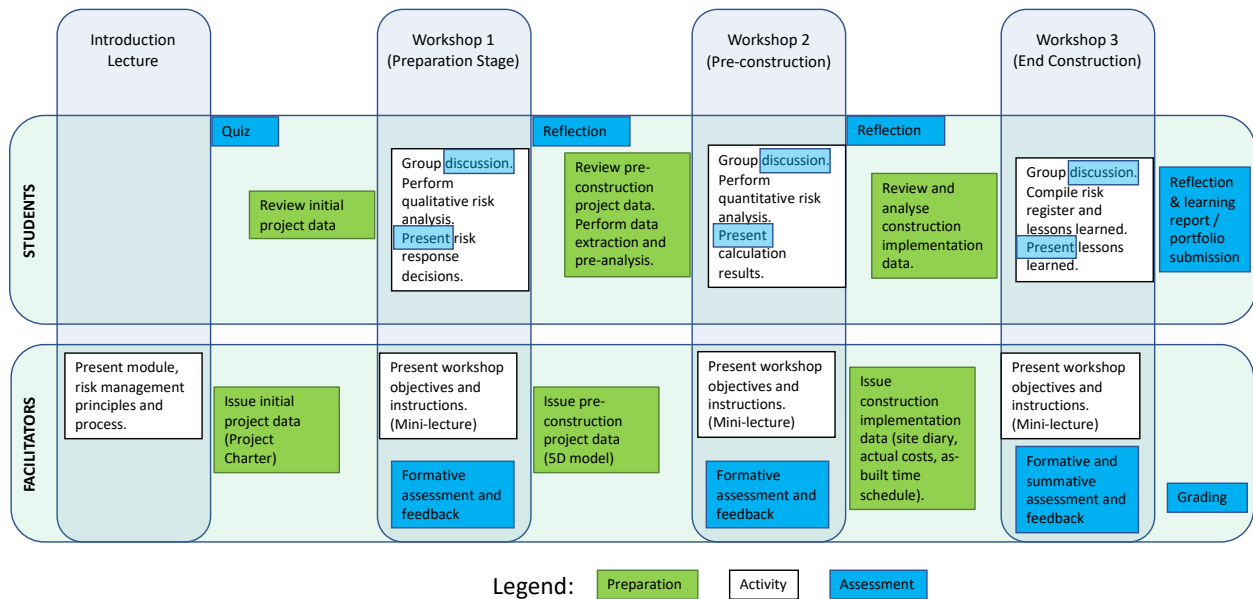 Introduction
Lecture
Workshop 1
(Preparation Stage)
Workshop 2
(Pre-construction)
Workshop 3
(End Construction)
STUDENTS
Quiz
Review initial
project data
Group discussion.
Perform
qualitative risk
analysis.
Present risk
response
decisions.
Reflection
Review pre-
construction
project data.
Perform data
extraction and
pre-analysis.
Group discussion.
Perform
quantitative risk
analysis.
Present
calculation
results.
Reflection
Review and
analyse
construction
implementation
data.
Group discussion.
Compile risk
register and
lessons learned.
Present lessons
learned.
Reflection
& learning
report /
portfolio
submission
FACILITATORS
Present module,
risk management
principles and
process.
Issue initial
project data
(Project
Charter)
Present workshop
objectives and
instructions.
(Mini-lecture)
Formative
assessment and
feedback
Issue pre-
construction
project data
(5D model)
Present workshop
objectives and
instructions.
(Mini-lecture)
Formative
assessment and
feedback
Issue
construction
implementation
data (site diary,
actual costs, as-
built time
schedule).
Present workshop
objectives and
instructions.
(Mini-lecture)
Formative and
summative
assessment and
feedback
Grading
Legend:
Preparation
Activity
Assessment